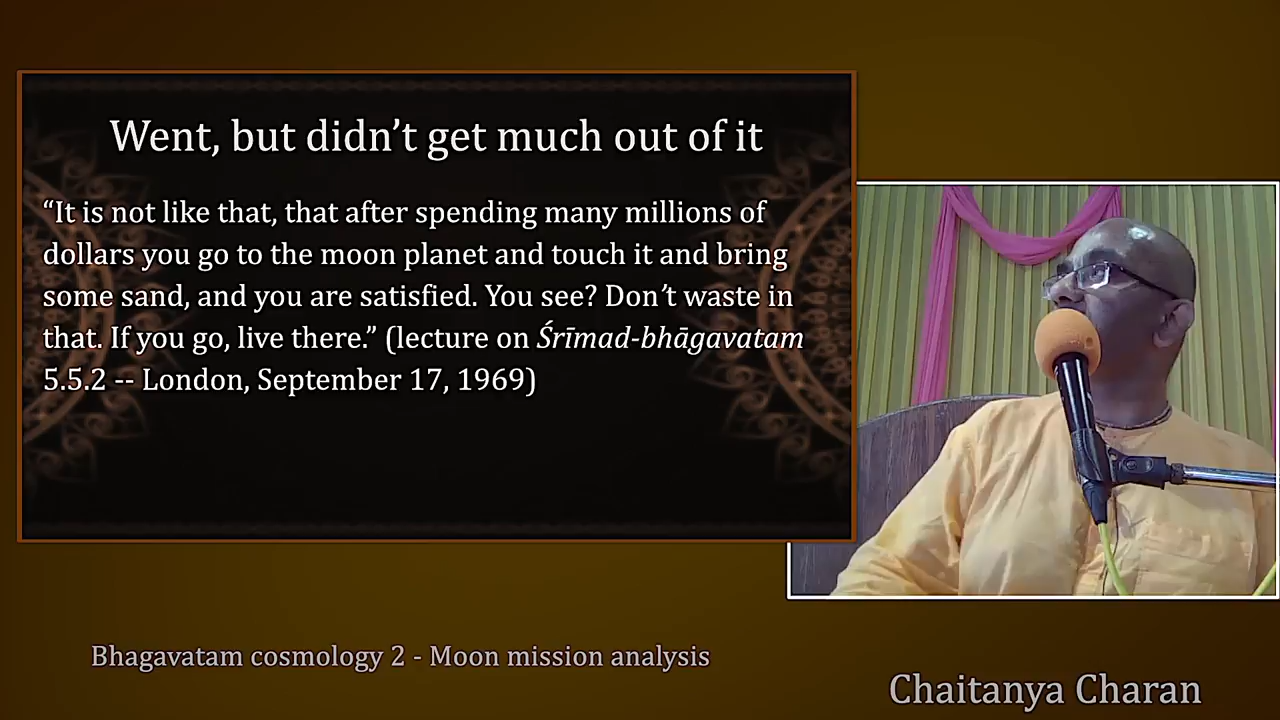 Went, but didn’t get much out of it
“It is not like that, that after spending many millions of
dollars you go to the moon planet and touch it and bring
some sand, and you are satisfied. You see? Don’t waste in
that. If you go, live there.” (lecture on Śrīmad-bhāgavatam
5.5.2 -- London, September 17, 1969)
Bhagavatam cosmology 2 - Moon mission analysis
Chaitanya Charan